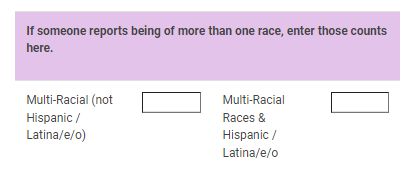 If someone reports being of more than one race, enter those counts
here.
Multi-Racial (not
Hispanic /
Latina/e/o)
Multi-Racial
Races &
Hispanic /
Latina/e/o